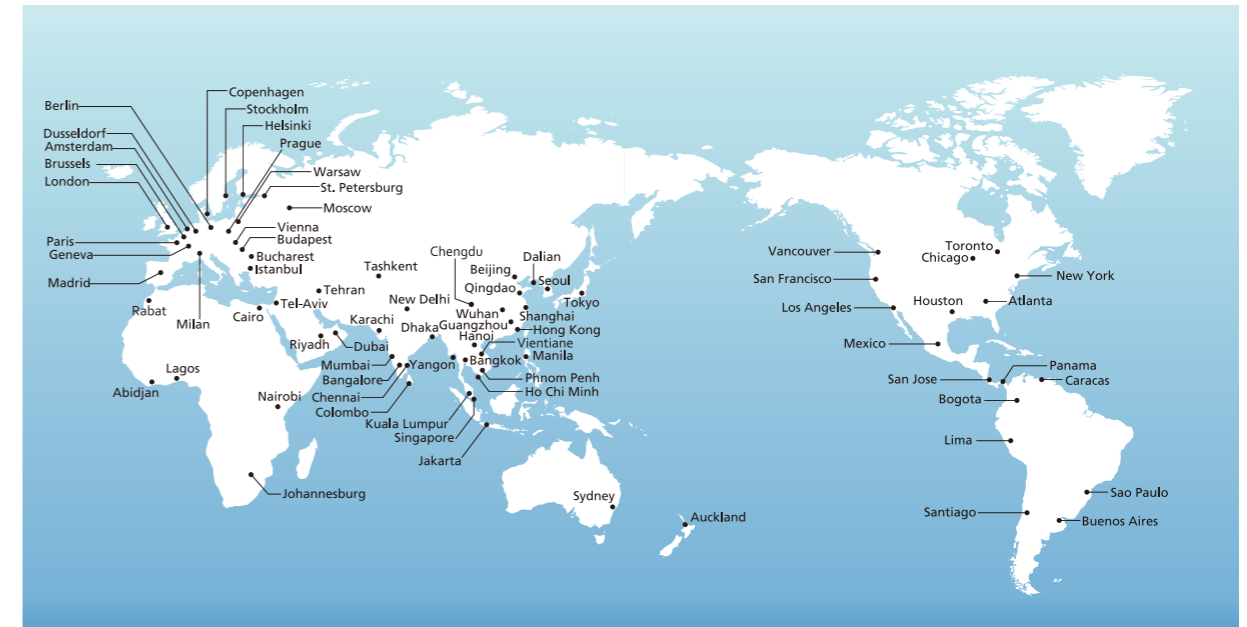 Copenhagen
Berlin
Stockholm
Helsinki
Dusseldorf
Prague
Amsterdam
Brussels
Warsaw
London
St. Petersburg
Moscow
Vienna
Paris
Budapest
Geneva
Bucharest
Istanbul
Madrid
Rabat
Milan
Cairo
Tel-Aviv
Tehran
Tashkent
Riyadh
Dubai
Karachi
New Delhi
Dhaka
Mumbai
Bangalore
Chennai
Colombo
Yangon
Lagos
Abidjan
Nairobi
Johannesburg
Chengdu
Dalian
Beijing
Seoul
Qingdao
Tokyo
Wuhan
Shanghai
Guangzhou
Hong Kong
Hanoi
Vientiane
Bangkok
Manila
Phnom Penh
Ho Chi Minh
Kuala Lumpur
Singapore
Jakarta
Sydney
Auckland
Vancouver
Toronto
Chicago
San Francisco
New York
Los Angeles
Houston
Atlanta
Mexico
Panama
San Jose
Caracas
Bogota
Lima
Sao Paulo
Santiago
Buenos Aires